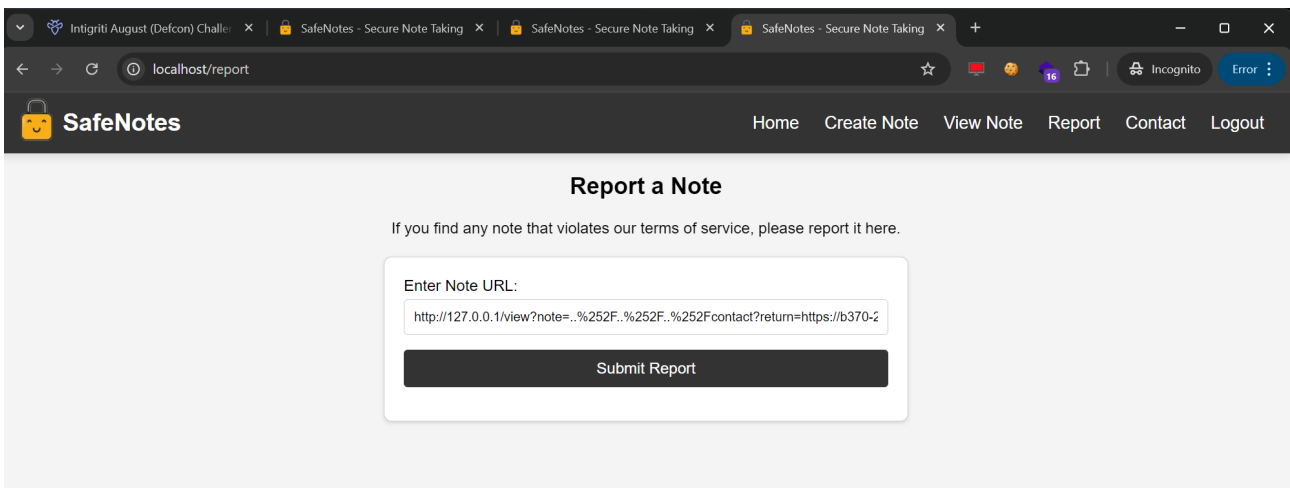 Intigriti August (Defcon) Challe
SafeNotes - Secure Note Taking
SafeNotes - Secure Note Taking
SafeNotes - Secure Note Taking
localhost/report
16
Incognito
Error
SafeNotes
Home
Create Note
View Note
Report
Contact
Logout
Report a Note
If you find any note that violates our terms of service, please report it here.
Enter Note URL:
http://127.0.0.1/view?note=..%252F..%252F..%252Fcontact?return=https://b370-2
Submit Report